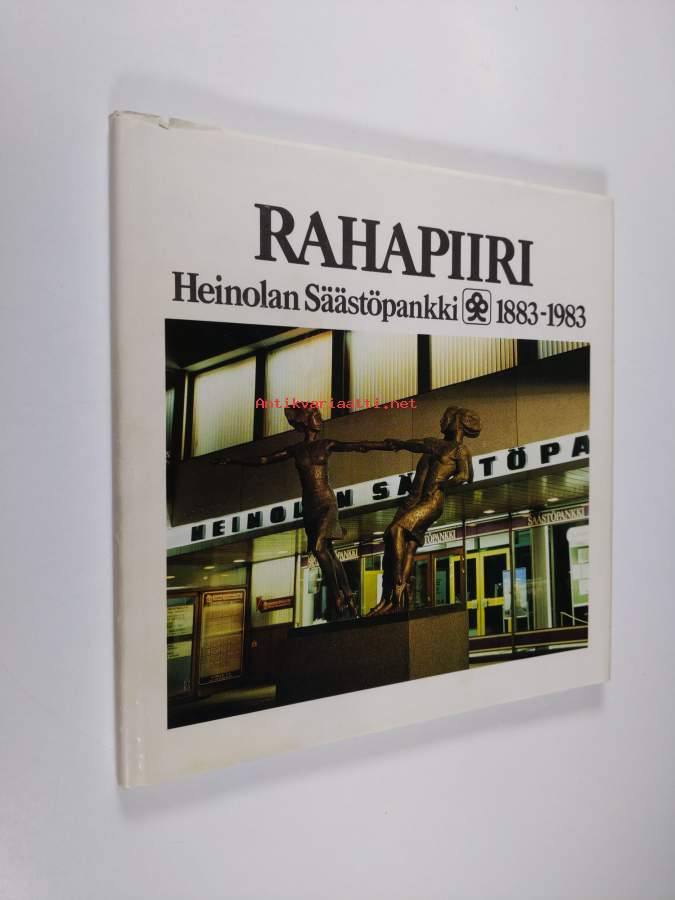 RAHAPIIRI
Heinolan Säästöpankki 1883-1983
Antikvariaatti.net
HEINOLAN SÄÄSTÖPA
SÄÄSTÖPANKKI